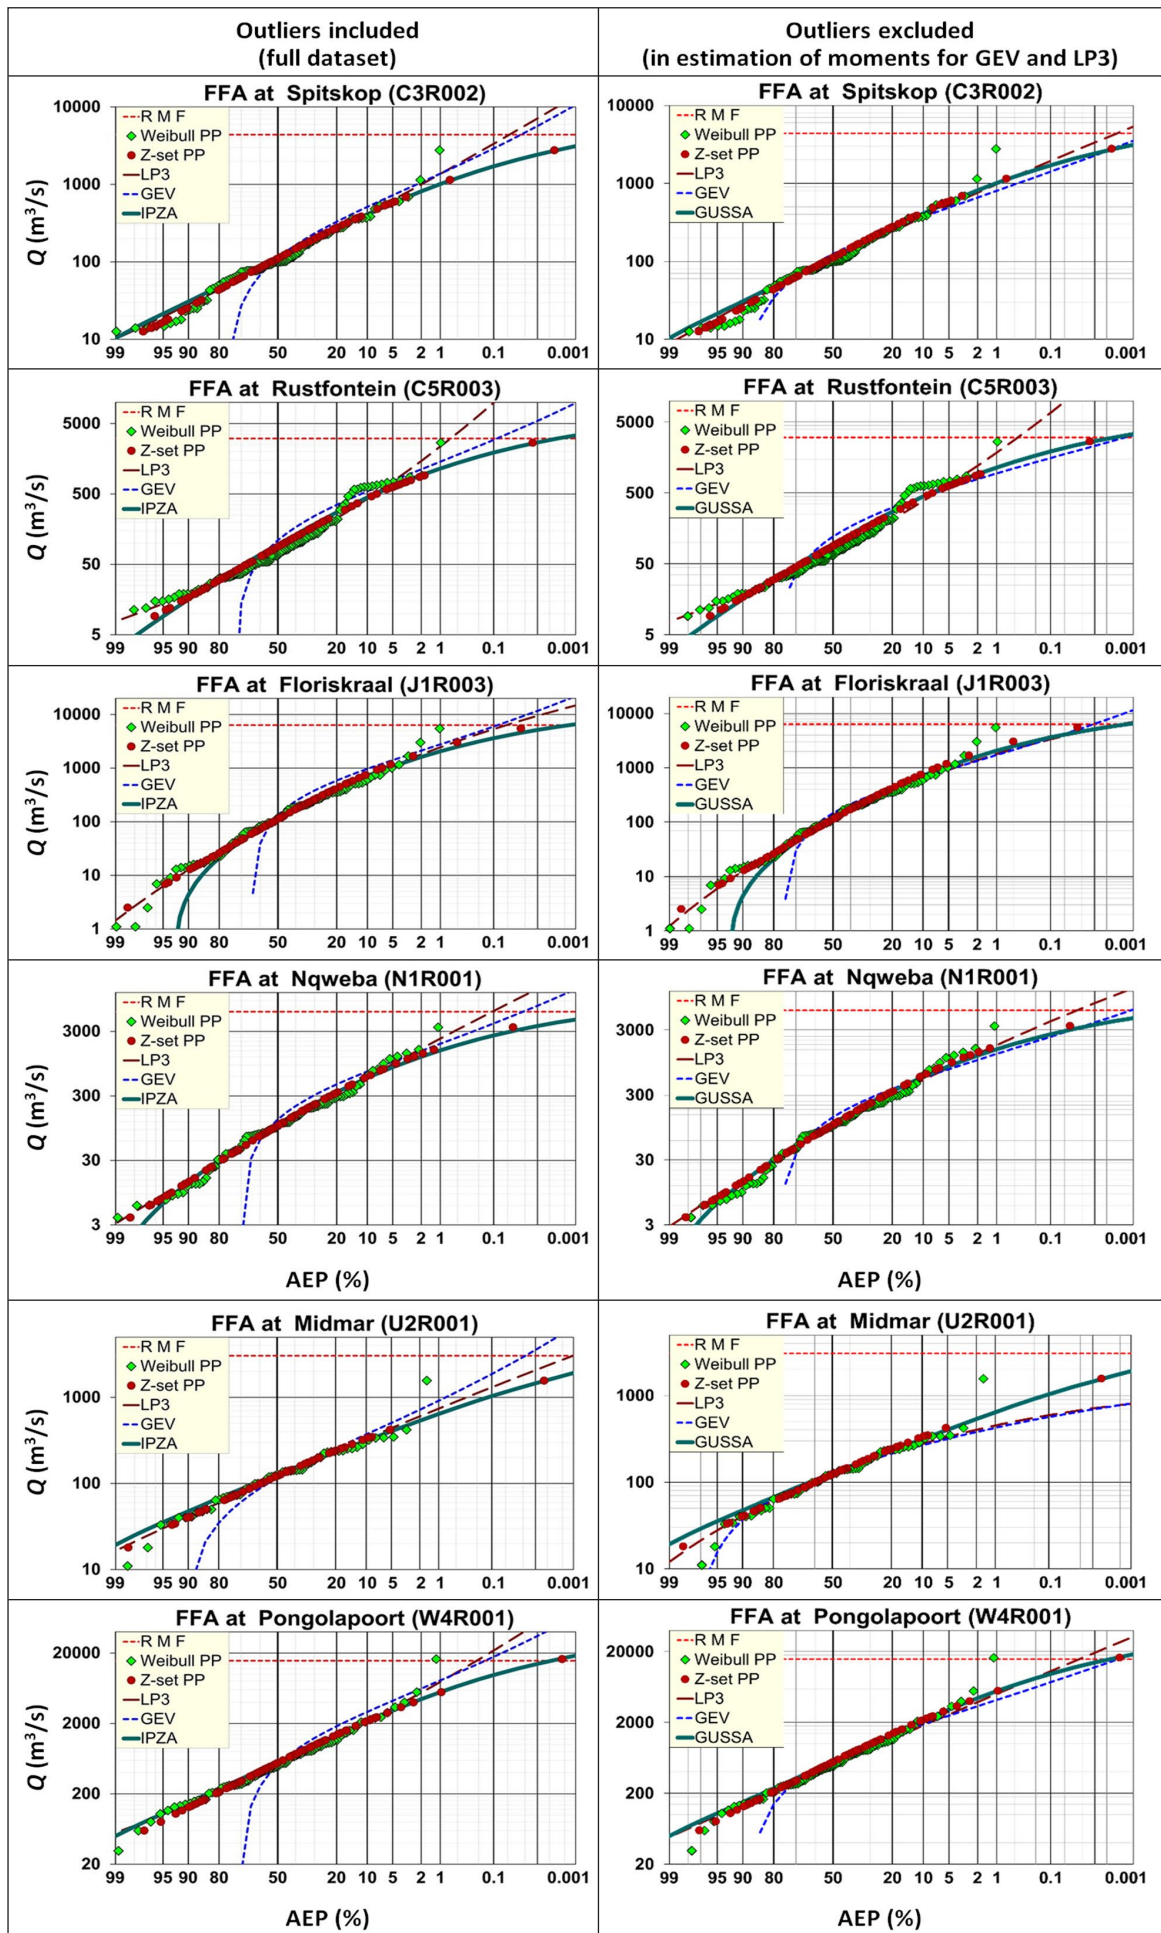 Outliers included
(full dataset)
Outliers excluded
(in estimation of moments for GEV and LP3)
FFA at Spitskop (C3R002)
Q (m³/s)
10000
1000
100
10
R M F
Weibull PP
Z-set PP
LP3
GEV
IPZA
99 95 90 80 50 20 10 5 2 1 0.1 0.001
FFA at Spitskop (C3R002)
10000
1000
100
10
R M F
Weibull PP
Z-set PP
LP3
GEV
GUSSA
99 95 90 80 50 20 10 5 2 1 0.1 0.001
FFA at Rustfontein (C5R003)
Q (m³/s)
5000
500
50
5
R M F
Weibull PP
Z-set PP
LP3
GEV
IPZA
99 95 90 80 50 20 10 5 2 1 0.1 0.001
FFA at Rustfontein (C5R003)
5000
500
50
5
R M F
Weibull PP
Z-set PP
LP3
GEV
GUSSA
99 95 90 80 50 20 10 5 2 1 0.1 0.001
FFA at Floriskraal (J1R003)
Q (m³/s)
10000
1000
100
10
1
R M F
Weibull PP
Z-set PP
LP3
GEV
IPZA
99 95 90 80 50 20 10 5 2 1 0.1 0.001
FFA at Floriskraal (J1R003)
10000
1000
100
10
1
R M F
Weibull PP
Z-set PP
LP3
GEV
GUSSA
99 95 90 80 50 20 10 5 2 1 0.1 0.001
FFA at Nqweba (N1R001)
Q (m³/s)
3000
300
30
3
R M F
Weibull PP
Z-set PP
LP3
GEV
IPZA
99 95 90 80 50 20 10 5 2 1 0.1 0.001
AEP (%)
FFA at Nqweba (N1R001)
3000
300
30
3
R M F
Weibull PP
Z-set PP
LP3
GEV
GUSSA
99 95 90 80 50 20 10 5 2 1 0.1 0.001
AEP (%)
FFA at Midmar (U2R001)
Q (m³/s)
1000
100
10
R M F
Weibull PP
Z-set PP
LP3
GEV
IPZA
99 95 90 80 50 20 10 5 2 1 0.1 0.001
FFA at Midmar (U2R001)
1000
100
10
R M F
Weibull PP
Z-set PP
LP3
GEV
GUSSA
99 95 90 80 50 20 10 5 2 1 0.1 0.001
FFA at Pongolapoort (W4R001)
Q (m³/s)
20000
2000
200
20
R M F
Weibull PP
Z-set PP
LP3
GEV
IPZA
99 95 90 80 50 20 10 5 2 1 0.1 0.001
AEP (%)
FFA at Pongolapoort (W4R001)
20000
2000
200
20
R M F
Weibull PP
Z-set PP
LP3
GEV
GUSSA
99 95 90 80 50 20 10 5 2 1 0.1 0.001
AEP (%)